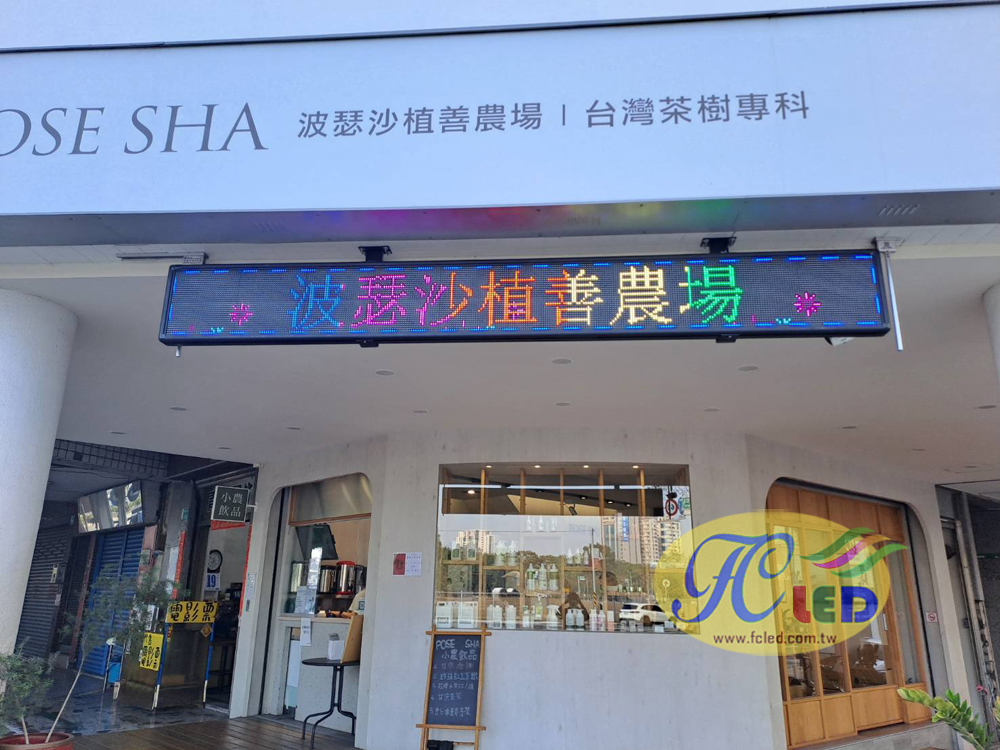 OSE SHA 波瑟沙植善農場 | 台灣茶樹專科
波瑟沙植善農場
小農
飲品
19
電影票
POSE SHA
小農飲品
FC LED
www.fcled.com.tw